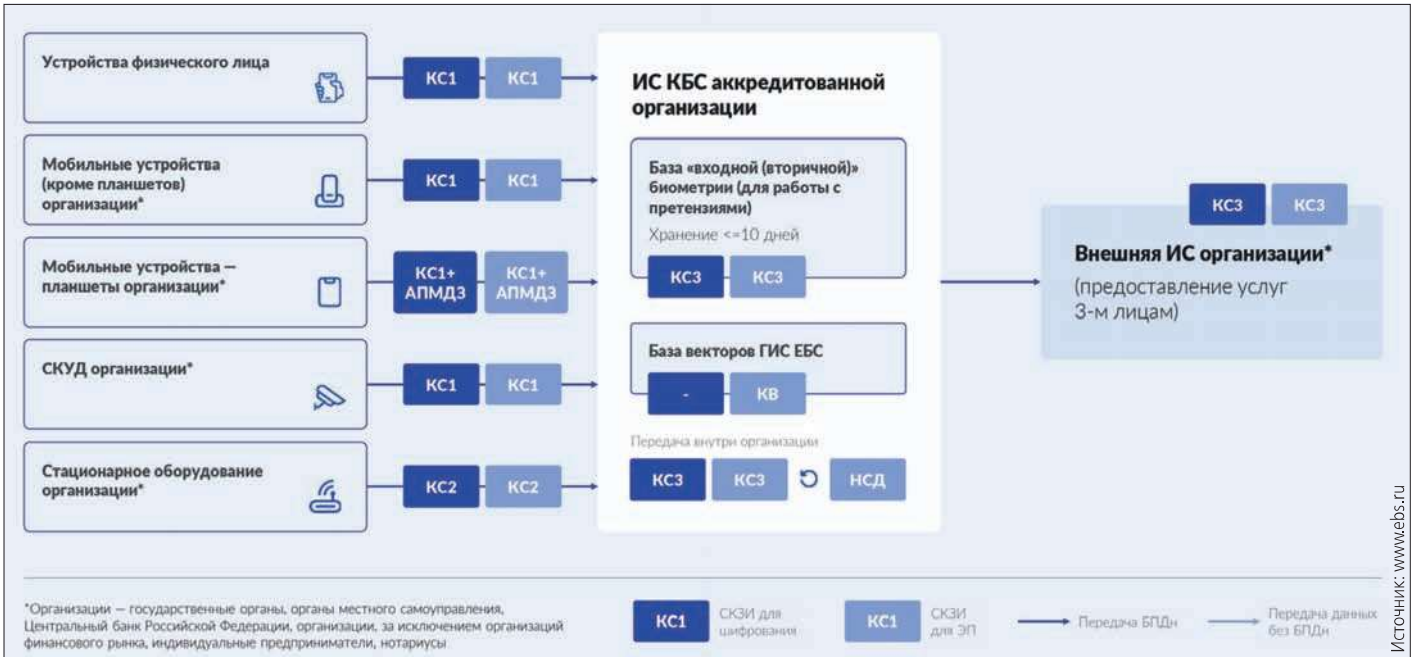 Устройства физического лица
КС1
КС1
Мобильные устройства
(кроме планшетов)
организации*
КС1
КС1
Мобильные устройства —
планшеты организации*
КС1+
АПМДЗ
КС1+
АПМДЗ
СКУД организации*
КС1
КС1
Стационарное оборудование
организации*
КС2
КС2
ИС КБС аккредитованной
организации
База «входной (вторичной)»
биометрии (для работы с
претензиями)
Хранение <=10 дней
КС3
КС3
База векторов ГИС ЕБС
-
КВ
Передача внутри организации
КС3
КС3
НСД
КС3
КС3
Внешняя ИС организации*
(предоставление услуг
3-м лицам)
*Организации — государственные органы, органы местного самоуправления,
Центральный банк Российской Федерации, организации, за исключением организаций
финансового рынка, индивидуальные предприниматели, нотариусы
КС1
СКЗИ для
шифрования
КС1
СКЗИ
для ЭП
Передача БПДн
Передача данных
без БПДн
Источник: www.ebs.ru